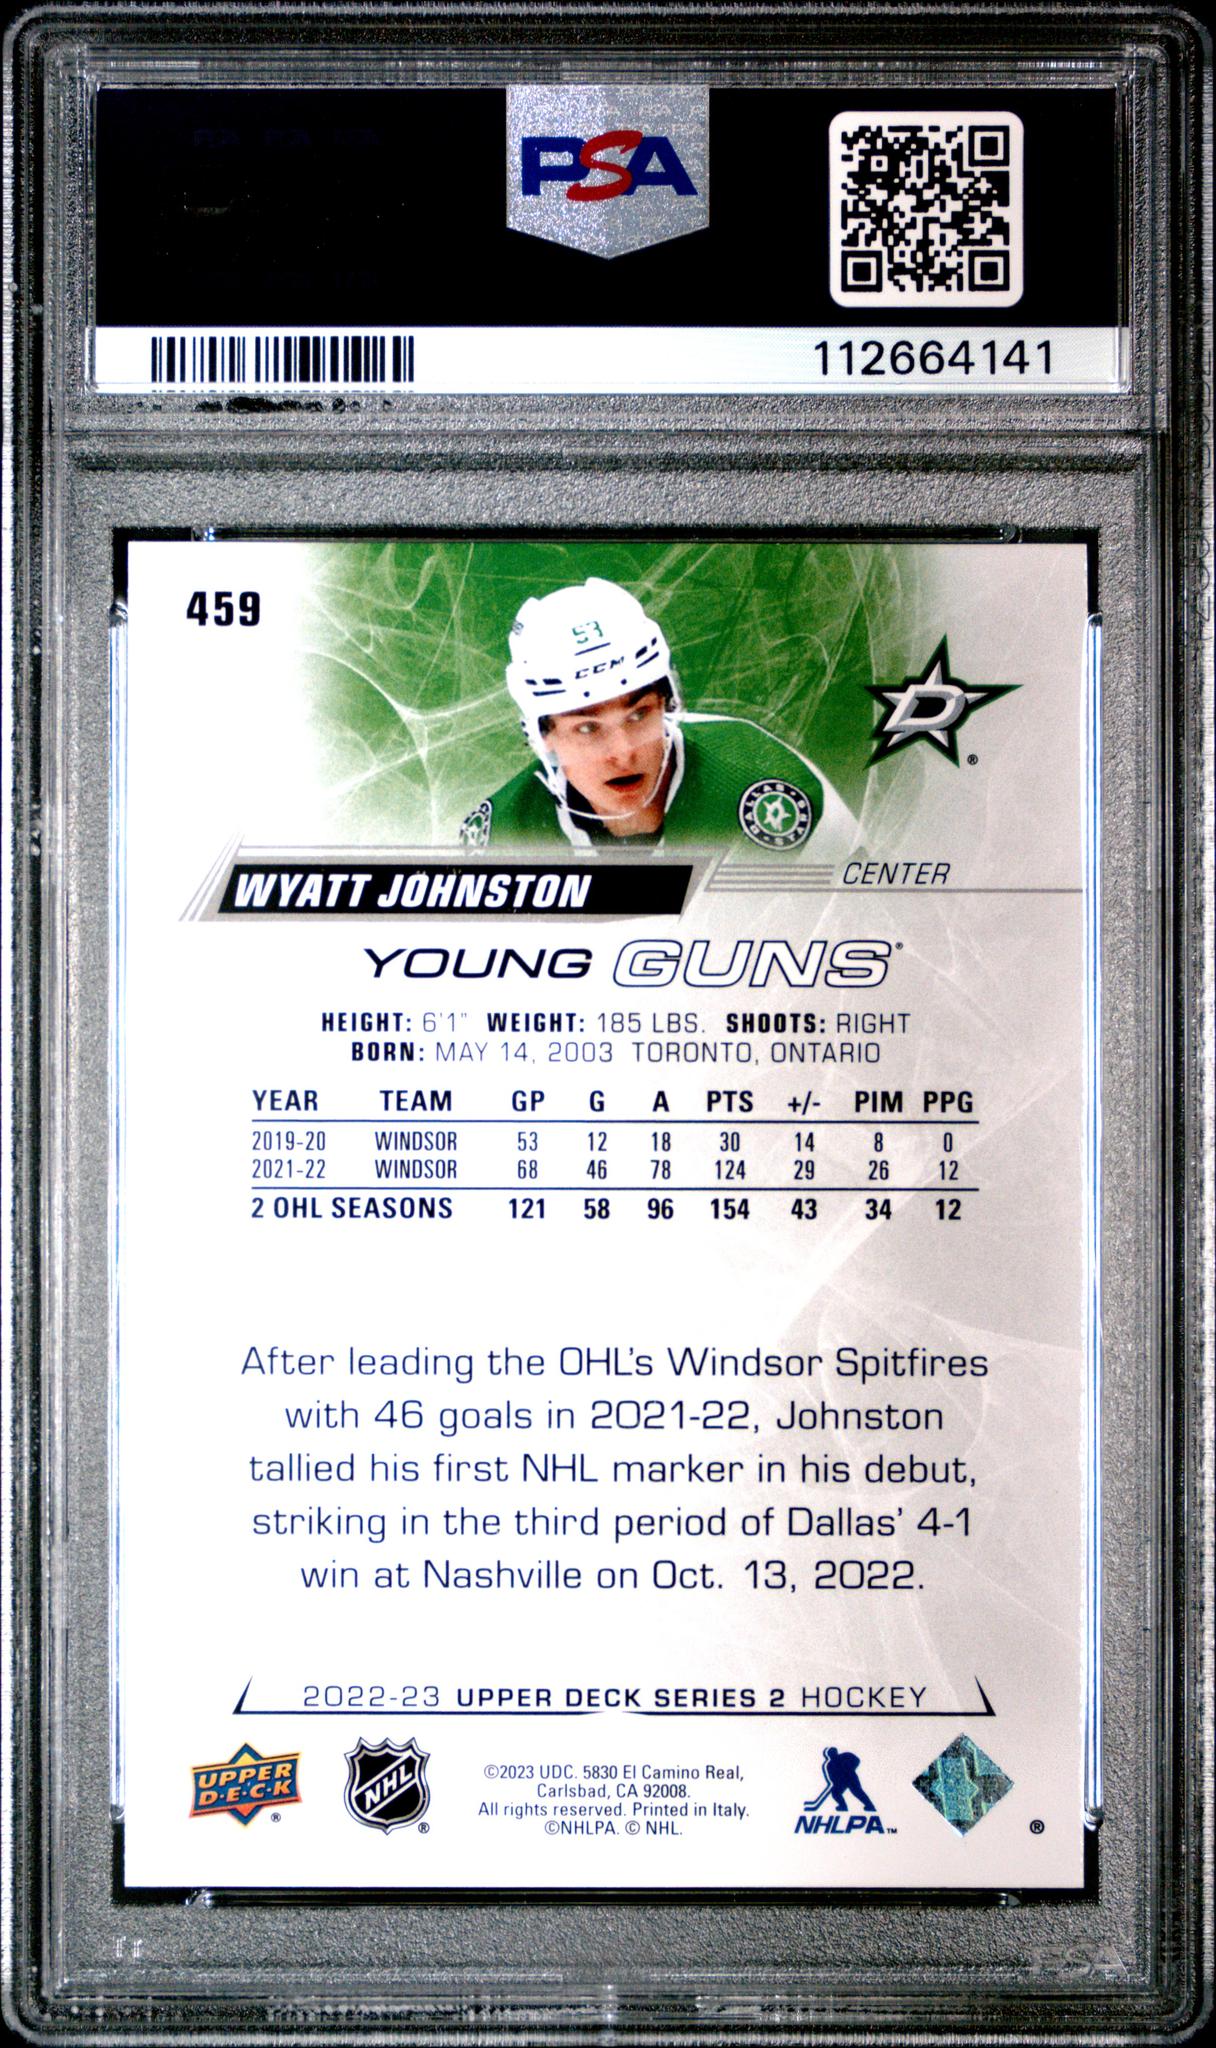 PSA
112664141
459
53
CCM
D
®
DALLAS STARS
WYATT JOHNSTON
CENTER
YOUNG GUNS®
HEIGHT: 6'1" WEIGHT: 185 LBS. SHOOTS: RIGHT
BORN: MAY 14, 2003 TORONTO, ONTARIO
YEAR TEAM GP G A PTS +/- PIM PPG
2019-20 WINDSOR 53 12 18 30 14 8 0
2021-22 WINDSOR 68 46 78 124 29 26 12
2 OHL SEASONS 121 58 96 154 43 34 12
After leading the OHL's Windsor Spitfires
with 46 goals in 2021-22, Johnston
tallied his first NHL marker in his debut,
striking in the third period of Dallas' 4-1
win at Nashville on Oct. 13, 2022.
2022-23 UPPER DECK SERIES 2 HOCKEY
UPPER
D•E•C•K
®
NHL
®
©2023 UDC. 5830 El Camino Real,
Carlsbad, CA 92008.
All rights reserved. Printed in Italy.
©NHLPA. © NHL.
NHLPA™
®
PSA